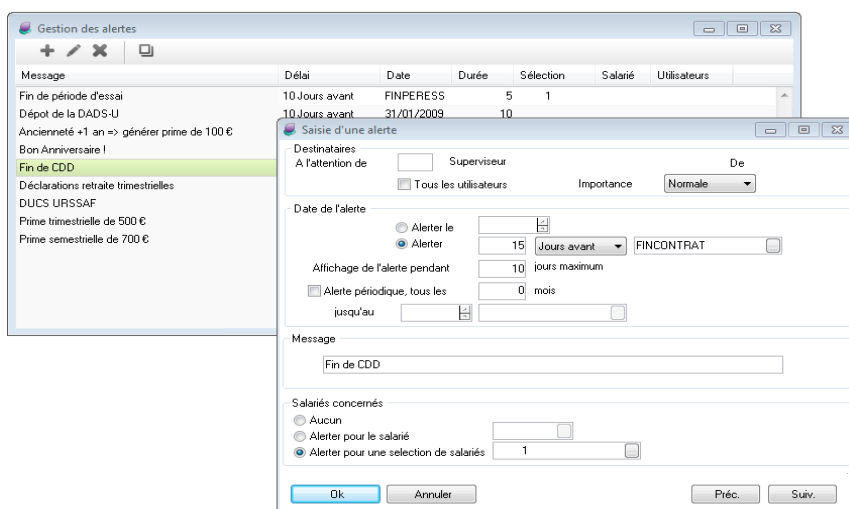 Gestion des alertes
Message Délai Date Durée Sélection Salarié Utilisateurs
Fin de période d'essai 10 Jours avant FINPERESS 5 1
Dépot de la DADS-U 10 Jours avant 31/01/2009 10
Ancienneté +1 an => générer prime de 100 €
Bon Anniversaire !
Fin de CDD
Déclarations retraite trimestrielles
DUCS URSSAF
Prime trimestrielle de 500 €
Prime semestrielle de 700 €
Saisie d'une alerte
Destinataires
A l'attention de Superviseur De
Tous les utilisateurs Importance Normale
Date de l'alerte
Alerter le
Alerter 15 Jours avant FINCONTRAT
Affichage de l'alerte pendant 10 jours maximum
Alerte périodique, tous les 0 mois
jusqu'au
Message
Fin de CDD
Salariés concernés
Aucun
Alerter pour le salarié
Alerter pour une selection de salariés 1
Ok Annuler Préc. Suiv.